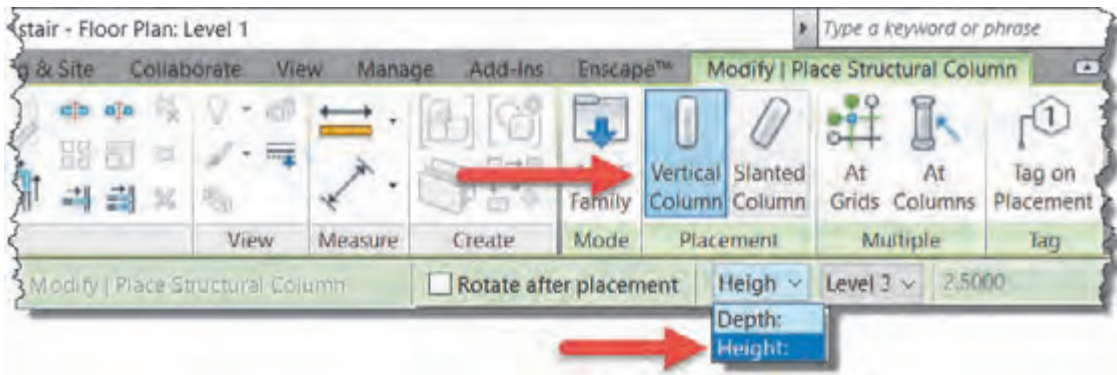 stair - Floor Plan: Level 1 Type a keyword or phrase
& Site Collaborate View Manage Add-Ins Enscape™ Modify | Place Structural Column
Vertical Slanted At At Tag on
Family Column Column Grids Columns Placement
View Measure Create Mode Placement Multiple Tag
Modify | Place Structural Column Rotate after placement Heigh Level 3 2.5000
Depth:
Height: